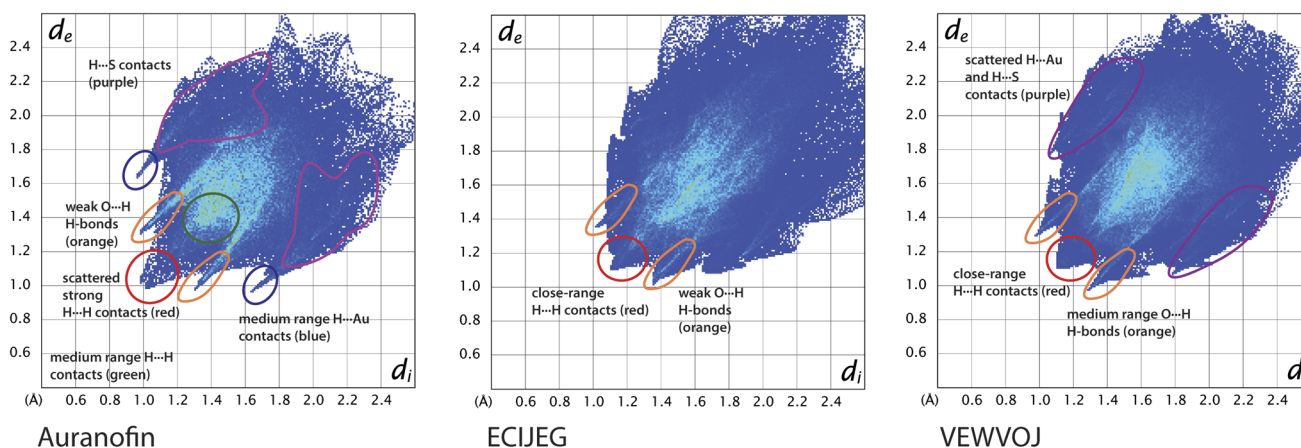 d_e
2.4
2.2
2.0
1.8
1.6
1.4
1.2
1.0
0.8
0.6
H···S contacts
(purple)
weak O···H
H-bonds
(orange)
scattered
strong
H···H contacts (red)
medium range H···Au
contacts (blue)
medium range H···H
contacts (green)
d_i
(Å) 0.6 0.8 1.0 1.2 1.4 1.6 1.8 2.0 2.2 2.4
Auranofin
d_e
2.4
2.2
2.0
1.8
1.6
1.4
1.2
1.0
0.8
0.6
close-range
H···H contacts (red)
weak O···H
H-bonds
(orange)
d_i
(Å) 0.6 0.8 1.0 1.2 1.4 1.6 1.8 2.0 2.2 2.4
ECIJEG
d_e
2.4
2.2
2.0
1.8
1.6
1.4
1.2
1.0
0.8
0.6
scattered H···Au
and H···S
contacts (purple)
close-range
H···H contacts (red)
medium range O···H
H-bonds (orange)
d
(Å) 0.6 0.8 1.0 1.2 1.4 1.6 1.8 2.0 2.2 2.4
VEWVOJ